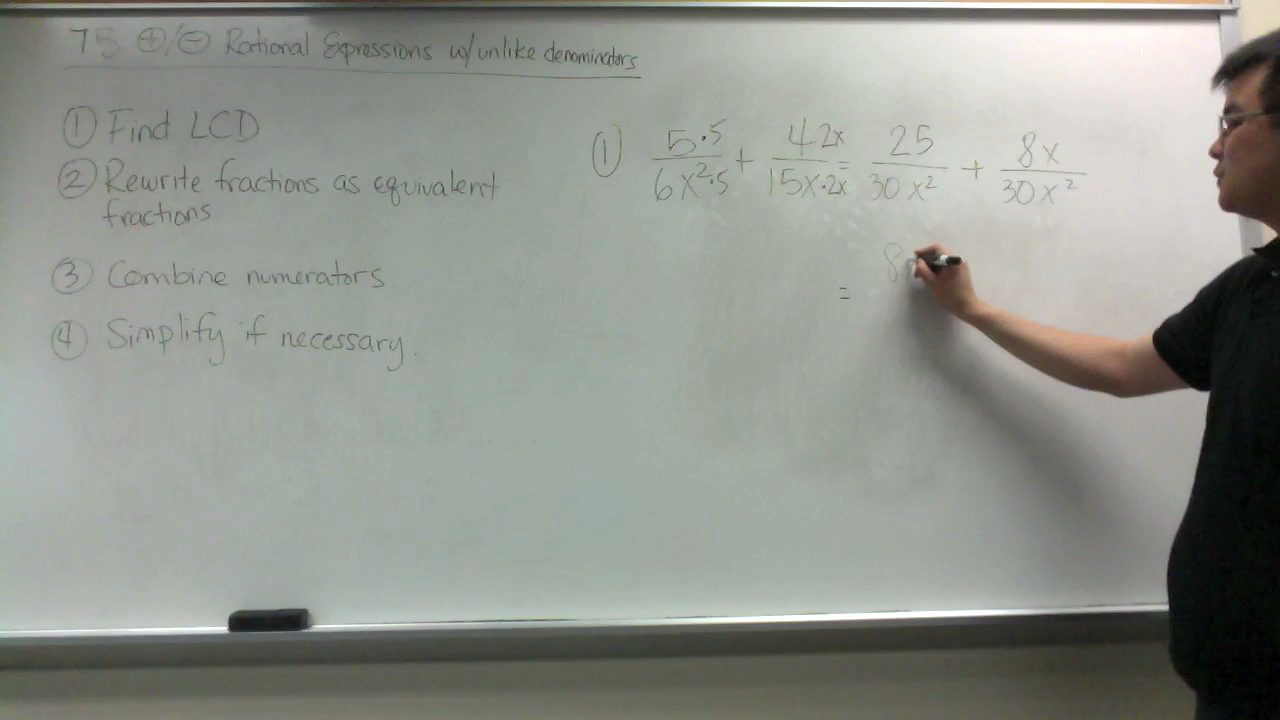 7 5 ⊕/⊖ Rational Expressions w/unlike denominators
① Find LCD
② Rewrite fractions as equivalent
fractions
③ Combine numerators
④ Simplify if necessary.
① 5·5/6x²·5 + 4 2x/15x·2x = 25/30x² + 8x/30x²
= 8